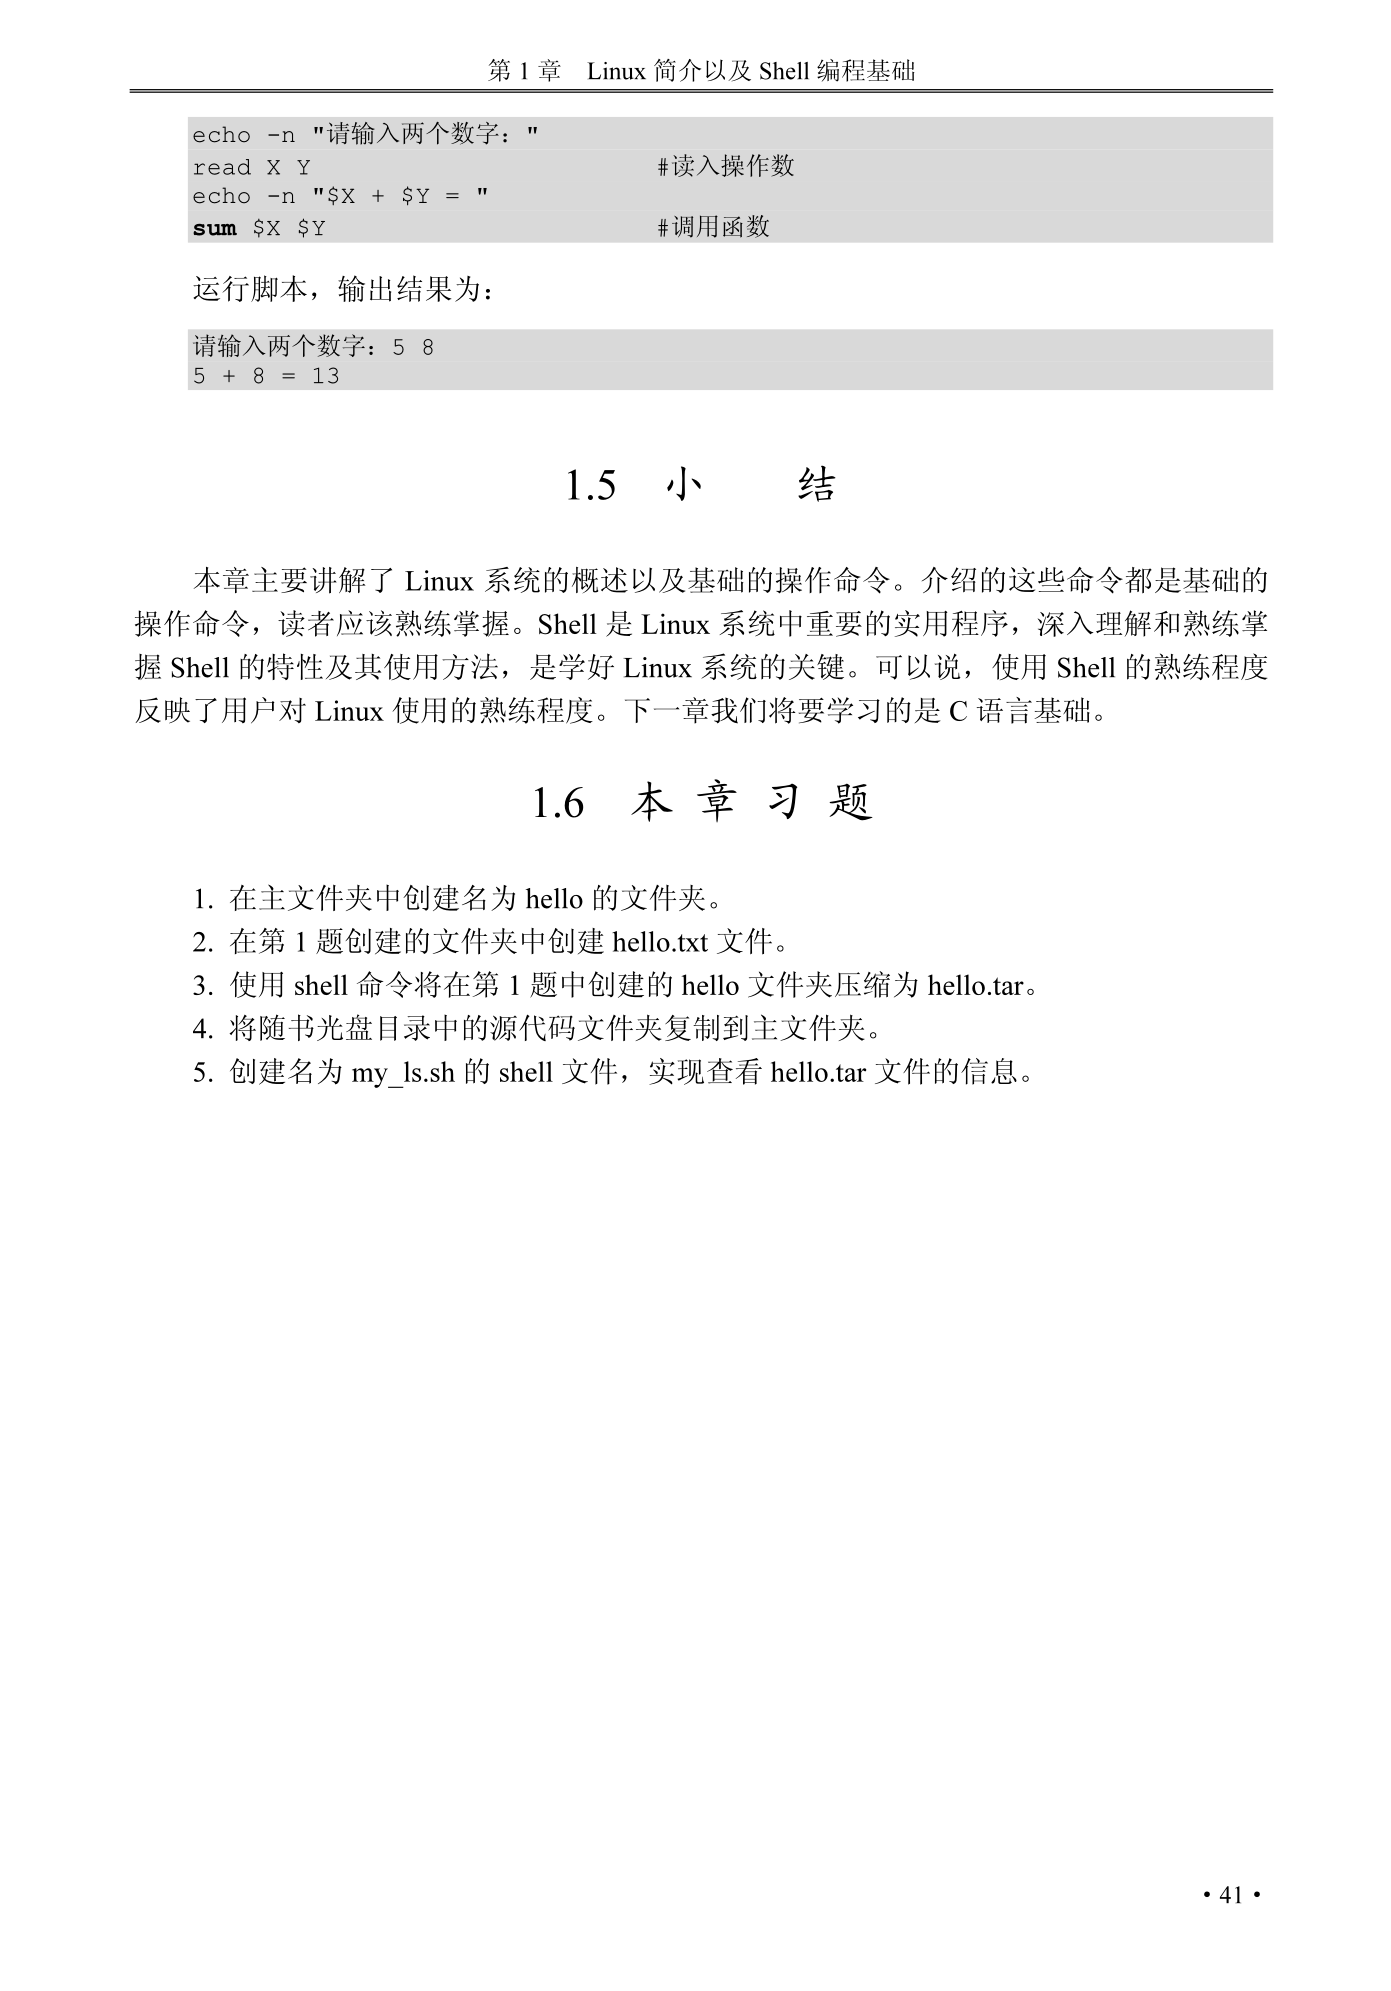 第 1 章 Linux 简介以及 Shell 编程基础
echo -n "请输入两个数字："
read X Y #读入操作数
echo -n "$X + $Y = "
sum $X $Y #调用函数
运行脚本，输出结果为：
请输入两个数字：5 8
5 + 8 = 13
1.5 小 结
本章主要讲解了 Linux 系统的概述以及基础的操作命令。介绍的这些命令都是基础的
操作命令，读者应该熟练掌握。Shell 是 Linux 系统中重要的实用程序，深入理解和熟练掌
握 Shell 的特性及其使用方法，是学好 Linux 系统的关键。可以说，使用 Shell 的熟练程度
反映了用户对 Linux 使用的熟练程度。下一章我们将要学习的是 C 语言基础。
1.6 本 章 习 题
1. 在主文件夹中创建名为 hello 的文件夹。
2. 在第 1 题创建的文件夹中创建 hello.txt 文件。
3. 使用 shell 命令将在第 1 题中创建的 hello 文件夹压缩为 hello.tar。
4. 将随书光盘目录中的源代码文件夹复制到主文件夹。
5. 创建名为 my_ls.sh 的 shell 文件，实现查看 hello.tar 文件的信息。
• 41 •